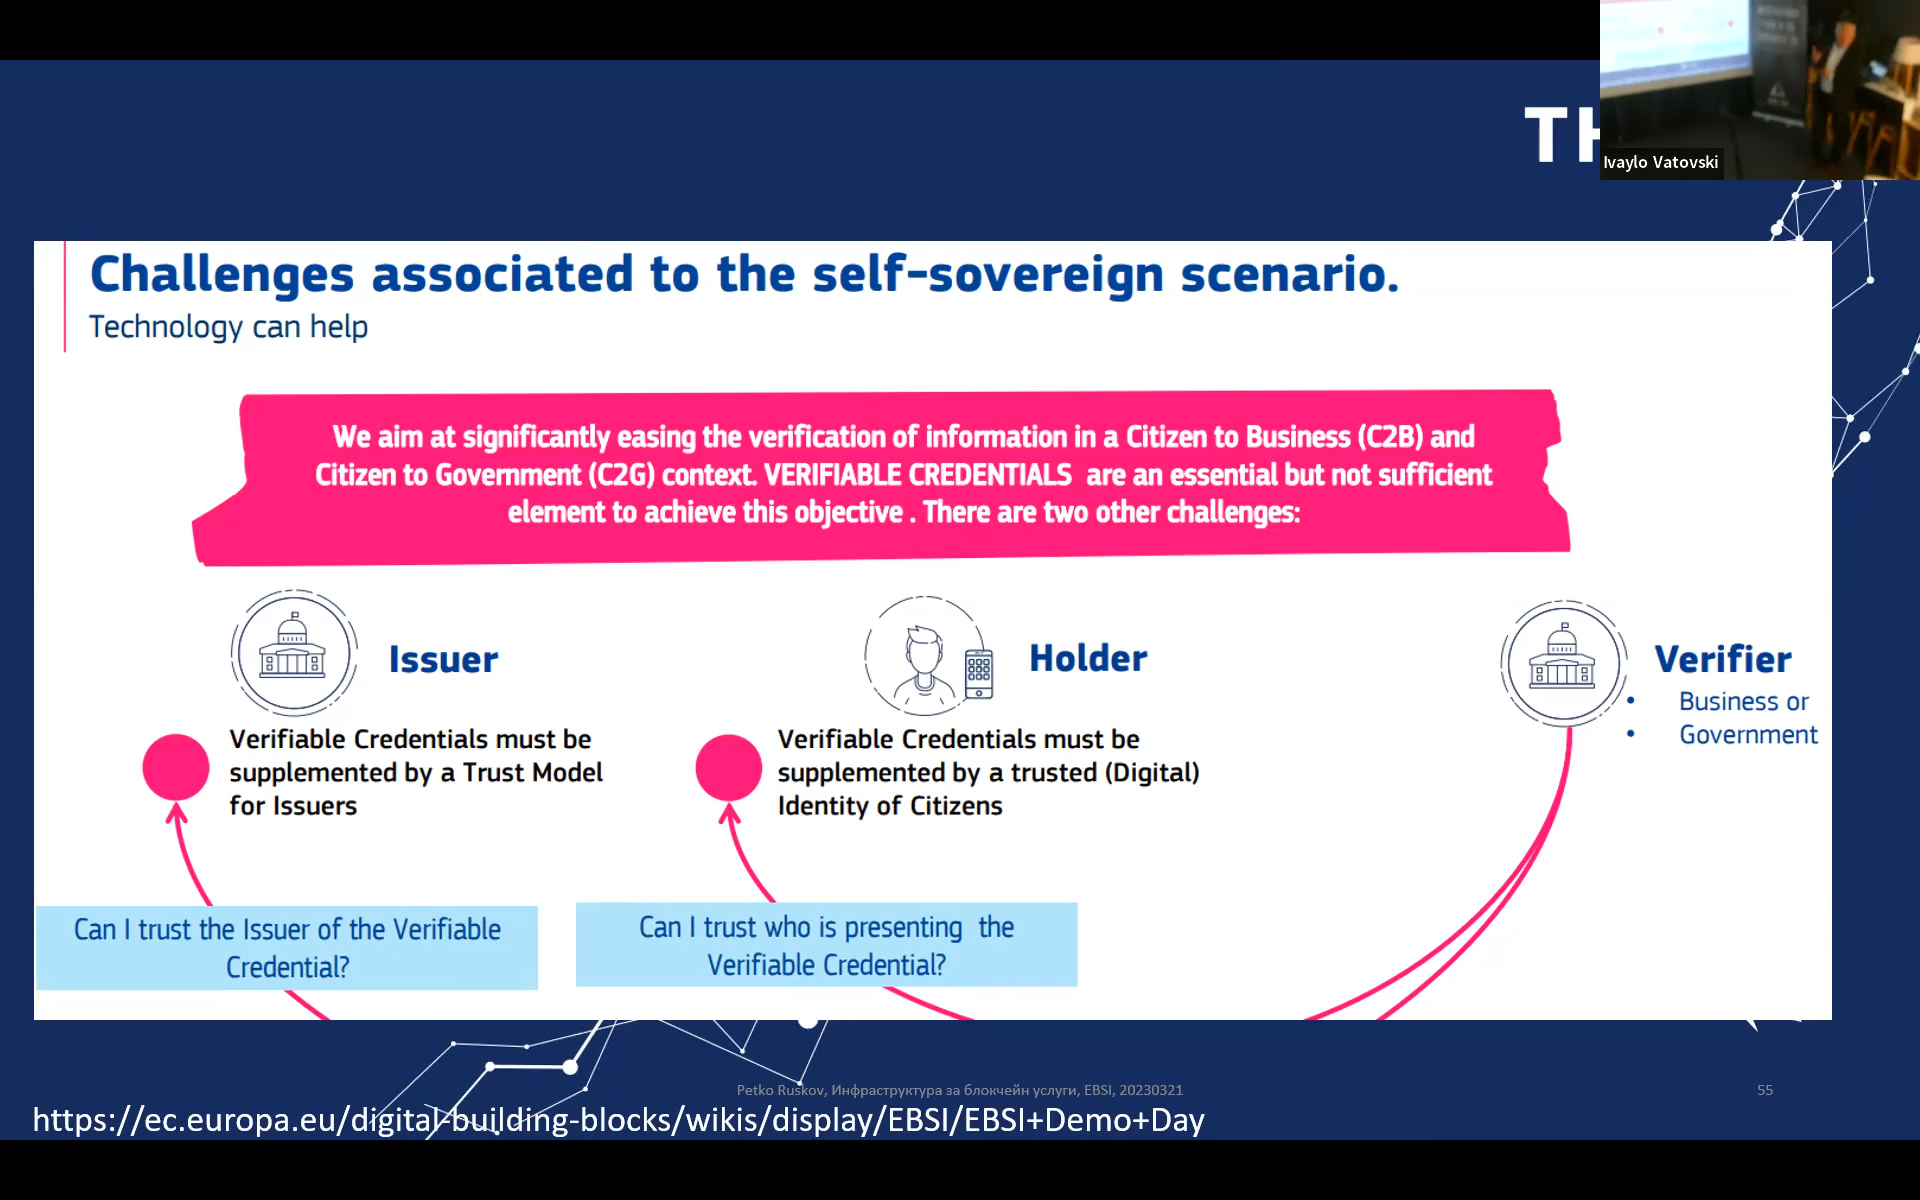 TH
Ivaylo Vatovski
Challenges associated to the self-sovereign scenario.
Technology can help
We aim at significantly easing the verification of information in a Citizen to Business (C2B) and
Citizen to Government (C2G) context. VERIFIABLE CREDENTIALS are an essential but not sufficient
element to achieve this objective . There are two other challenges:
Issuer
Verifiable Credentials must be
supplemented by a Trust Model
for Issuers
Holder
Verifiable Credentials must be
supplemented by a trusted (Digital)
Identity of Citizens
Verifier
• Business or
• Government
Can I trust the Issuer of the Verifiable
Credential?
Can I trust who is presenting the
Verifiable Credential?
Petko Ruskov, Инфраструктура за блокчейн услуги, EBSI, 20230321
55
https://ec.europa.eu/digital-building-blocks/wikis/display/EBSI/EBSI+Demo+Day